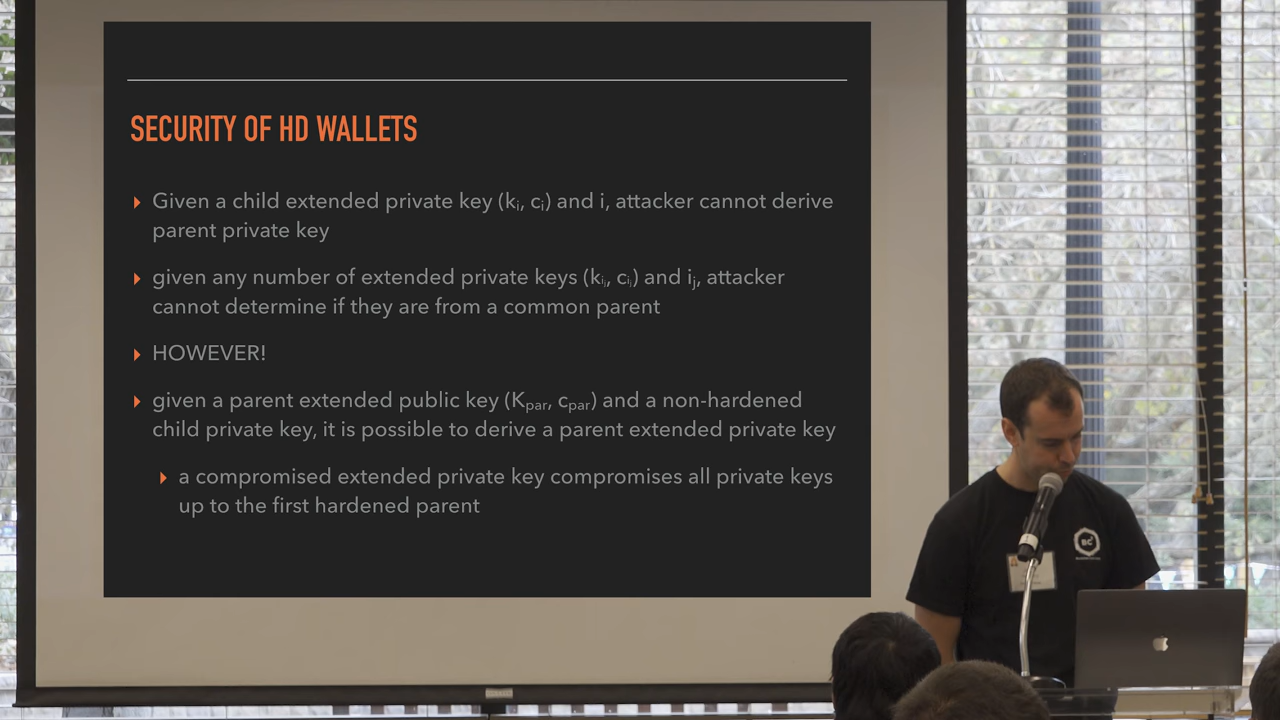 SECURITY OF HD WALLETS
▸ Given a child extended private key (kᵢ, cᵢ) and i, attacker cannot derive
parent private key
▸ given any number of extended private keys (kᵢⱼ, cᵢⱼ) and iⱼ, attacker
cannot determine if they are from a common parent
▸ HOWEVER!
▸ given a parent extended public key (Kpar, cpar) and a non-hardened
child private key, it is possible to derive a parent extended private key
▸ a compromised extended private key compromises all private keys
up to the first hardened parent
BC